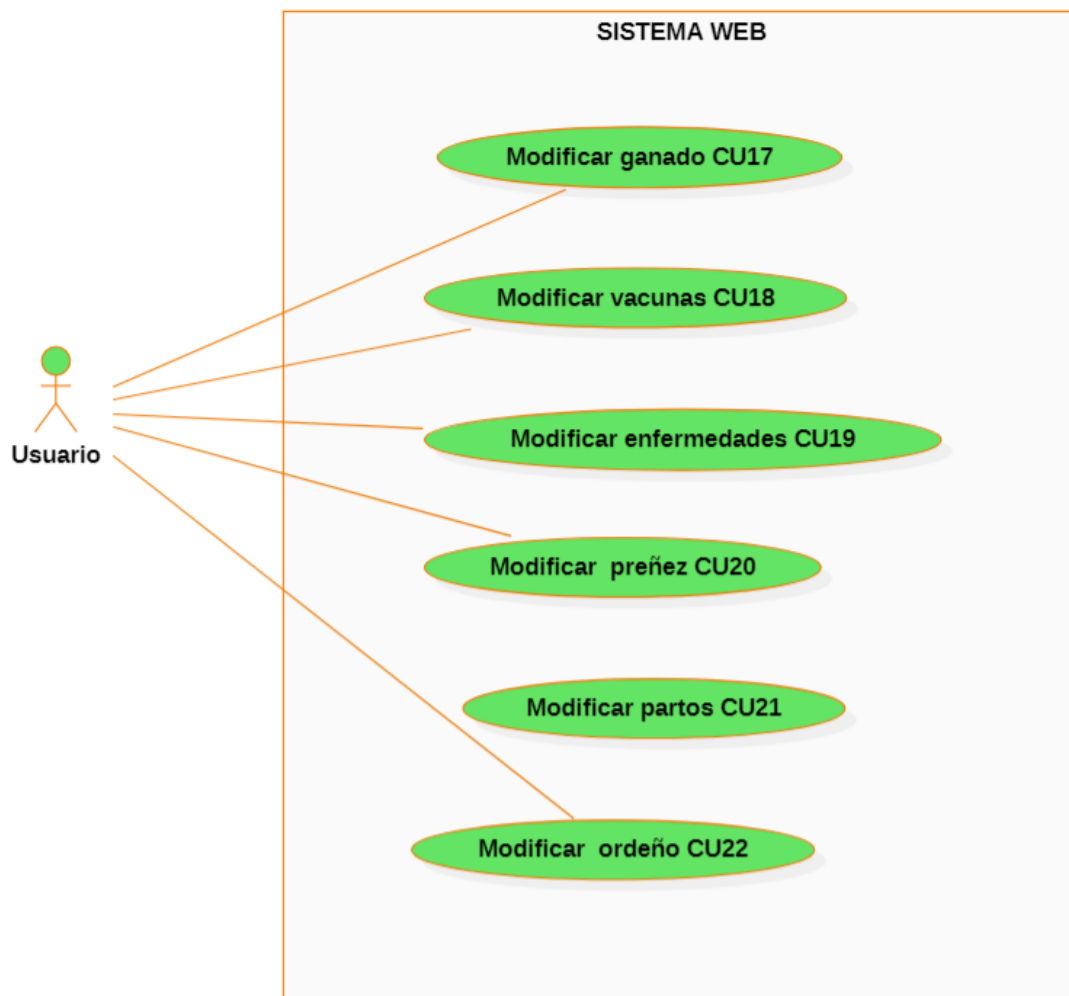 SISTEMA WEB
Modificar ganado CU17
Modificar vacunas CU18
Modificar enfermedades CU19
Usuario
Modificar preñez CU20
Modificar partos CU21
Modificar ordeño CU22